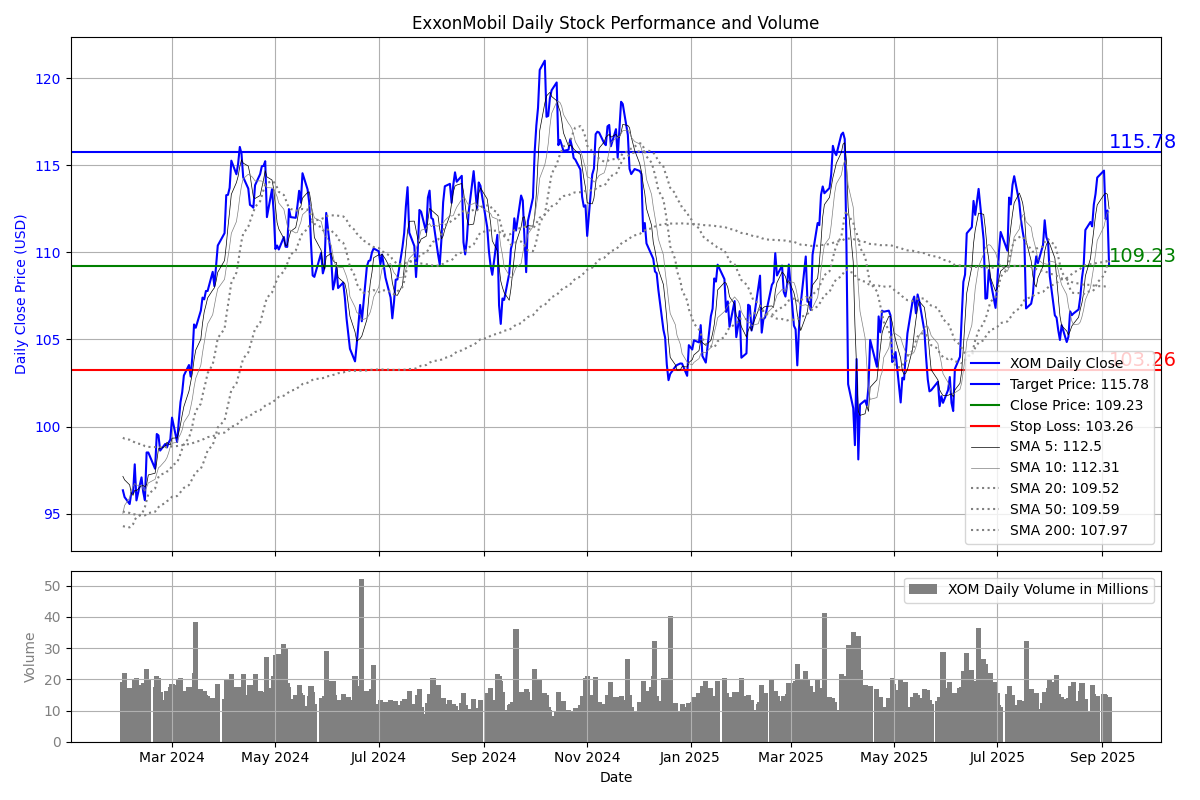 ExxonMobil Daily Stock Performance and Volume
Daily Close Price (USD)
120
115
110
105
100
95
115.78
109.23
103.26
XOM Daily Close
Target Price: 115.78
Close Price: 109.23
Stop Loss: 103.26
SMA 5: 112.5
SMA 10: 112.31
SMA 20: 109.52
SMA 50: 109.59
SMA 200: 107.97
Volume
50
40
30
20
10
0
XOM Daily Volume in Millions
Mar 2024
May 2024
Jul 2024
Sep 2024
Nov 2024
Jan 2025
Mar 2025
May 2025
Jul 2025
Sep 2025
Date